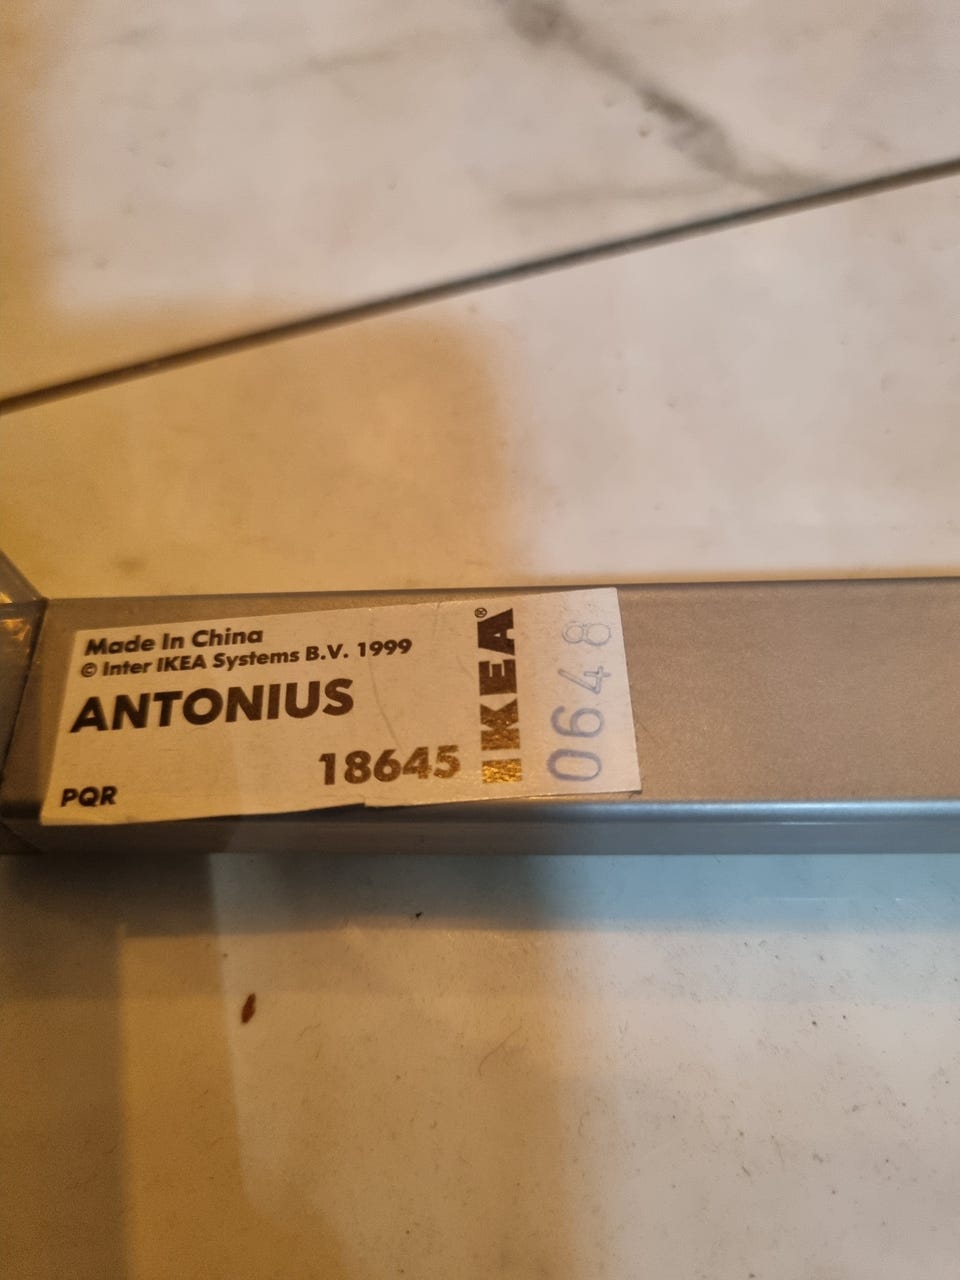 Made In China
© Inter IKEA Systems B.V. 1999
ANTONIUS
18645
PQR
IKEA®
0648